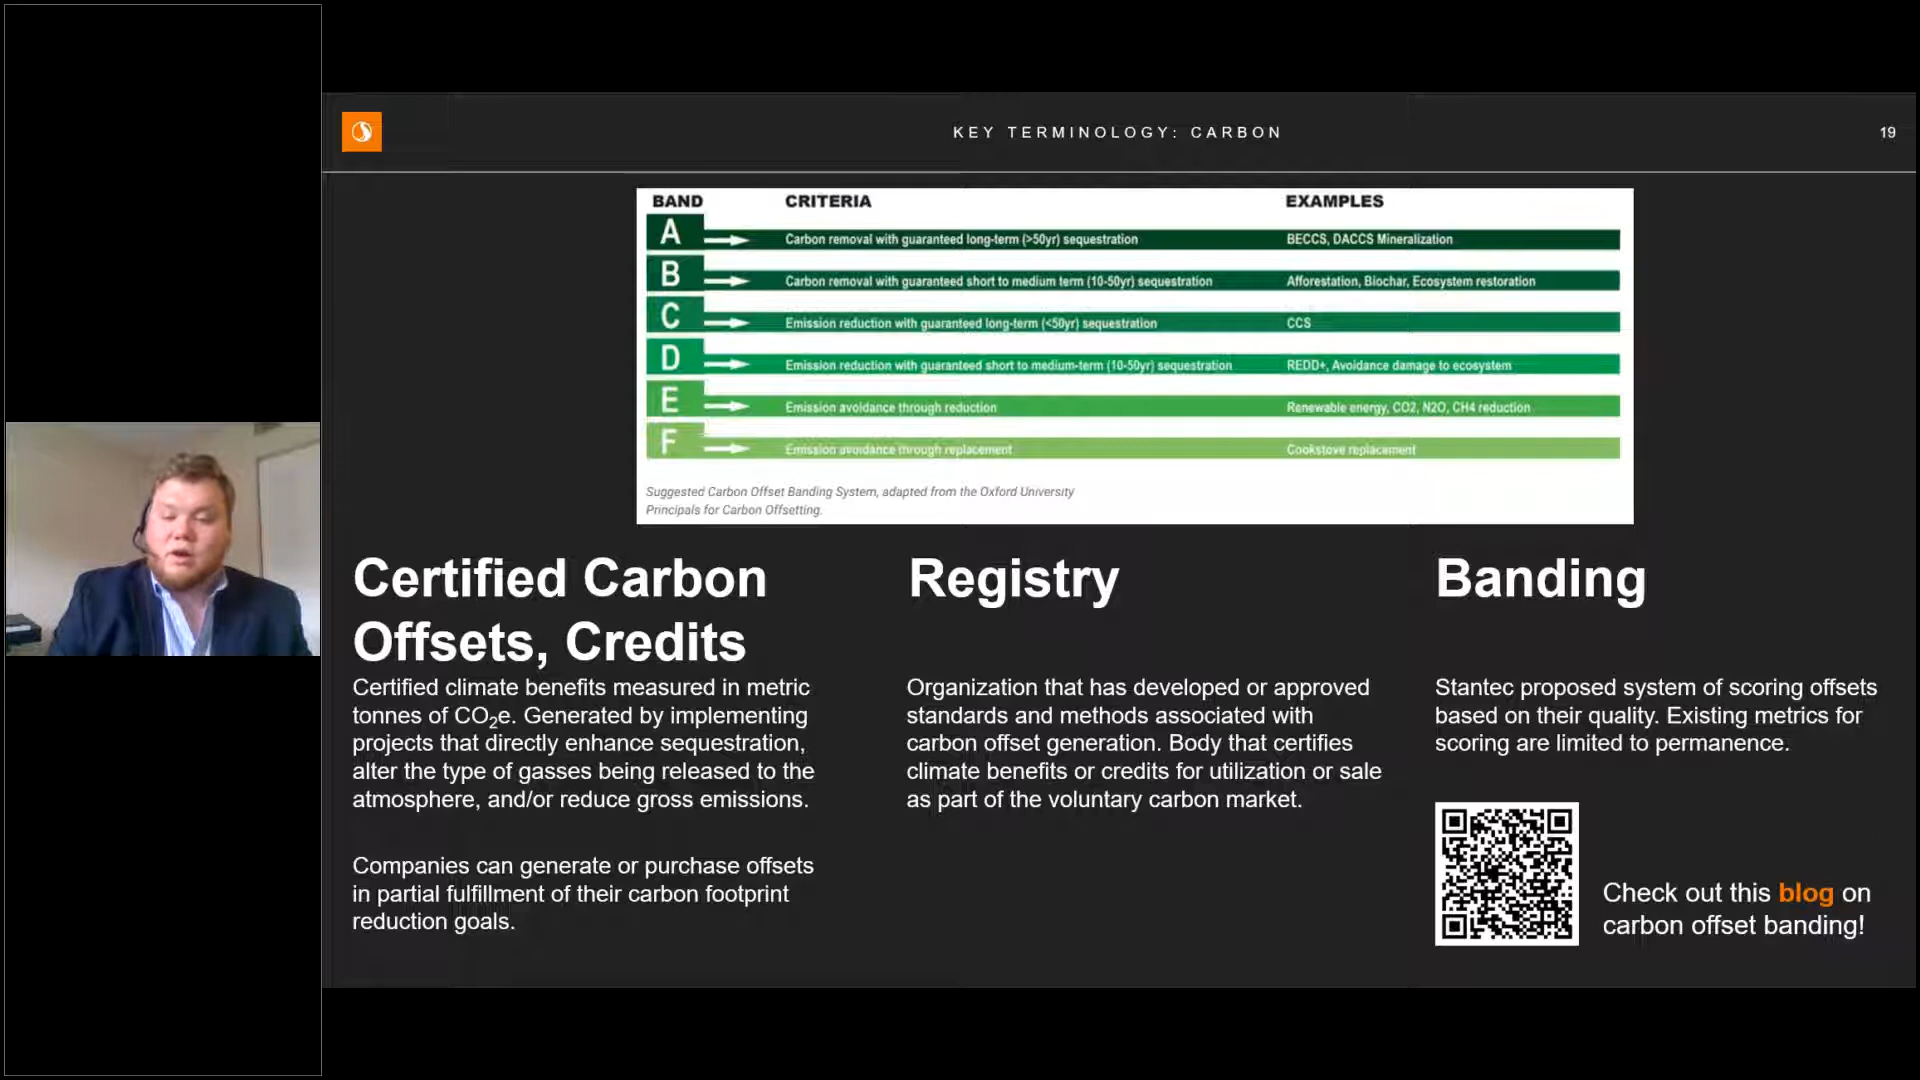 KEY TERMINOLOGY: CARBON
19
BAND CRITERIA EXAMPLES
A Carbon removal with guaranteed long-term (>50yr) sequestration BECCS, DACCS Mineralization
B Carbon removal with guaranteed short to medium term (10-50yr) sequestration Afforestation, Biochar, Ecosystem restoration
C Emission reduction with guaranteed long-term (<50yr) sequestration CCS
D Emission reduction with guaranteed short to medium-term (10-50yr) sequestration REDD+, Avoidance damage to ecosystem
E Emission avoidance through reduction Renewable energy, CO2, N2O, CH4 reduction
F Emission avoidance through replacement Cookstove replacement
Suggested Carbon Offset Banding System, adapted from the Oxford University
Principals for Carbon Offsetting.
Certified Carbon
Offsets, Credits
Certified climate benefits measured in metric
tonnes of CO₂e. Generated by implementing
projects that directly enhance sequestration,
alter the type of gasses being released to the
atmosphere, and/or reduce gross emissions.
Companies can generate or purchase offsets
in partial fulfillment of their carbon footprint
reduction goals.
Registry
Organization that has developed or approved
standards and methods associated with
carbon offset generation. Body that certifies
climate benefits or credits for utilization or sale
as part of the voluntary carbon market.
Banding
Stantec proposed system of scoring offsets
based on their quality. Existing metrics for
scoring are limited to permanence.
Check out this blog on
carbon offset banding!